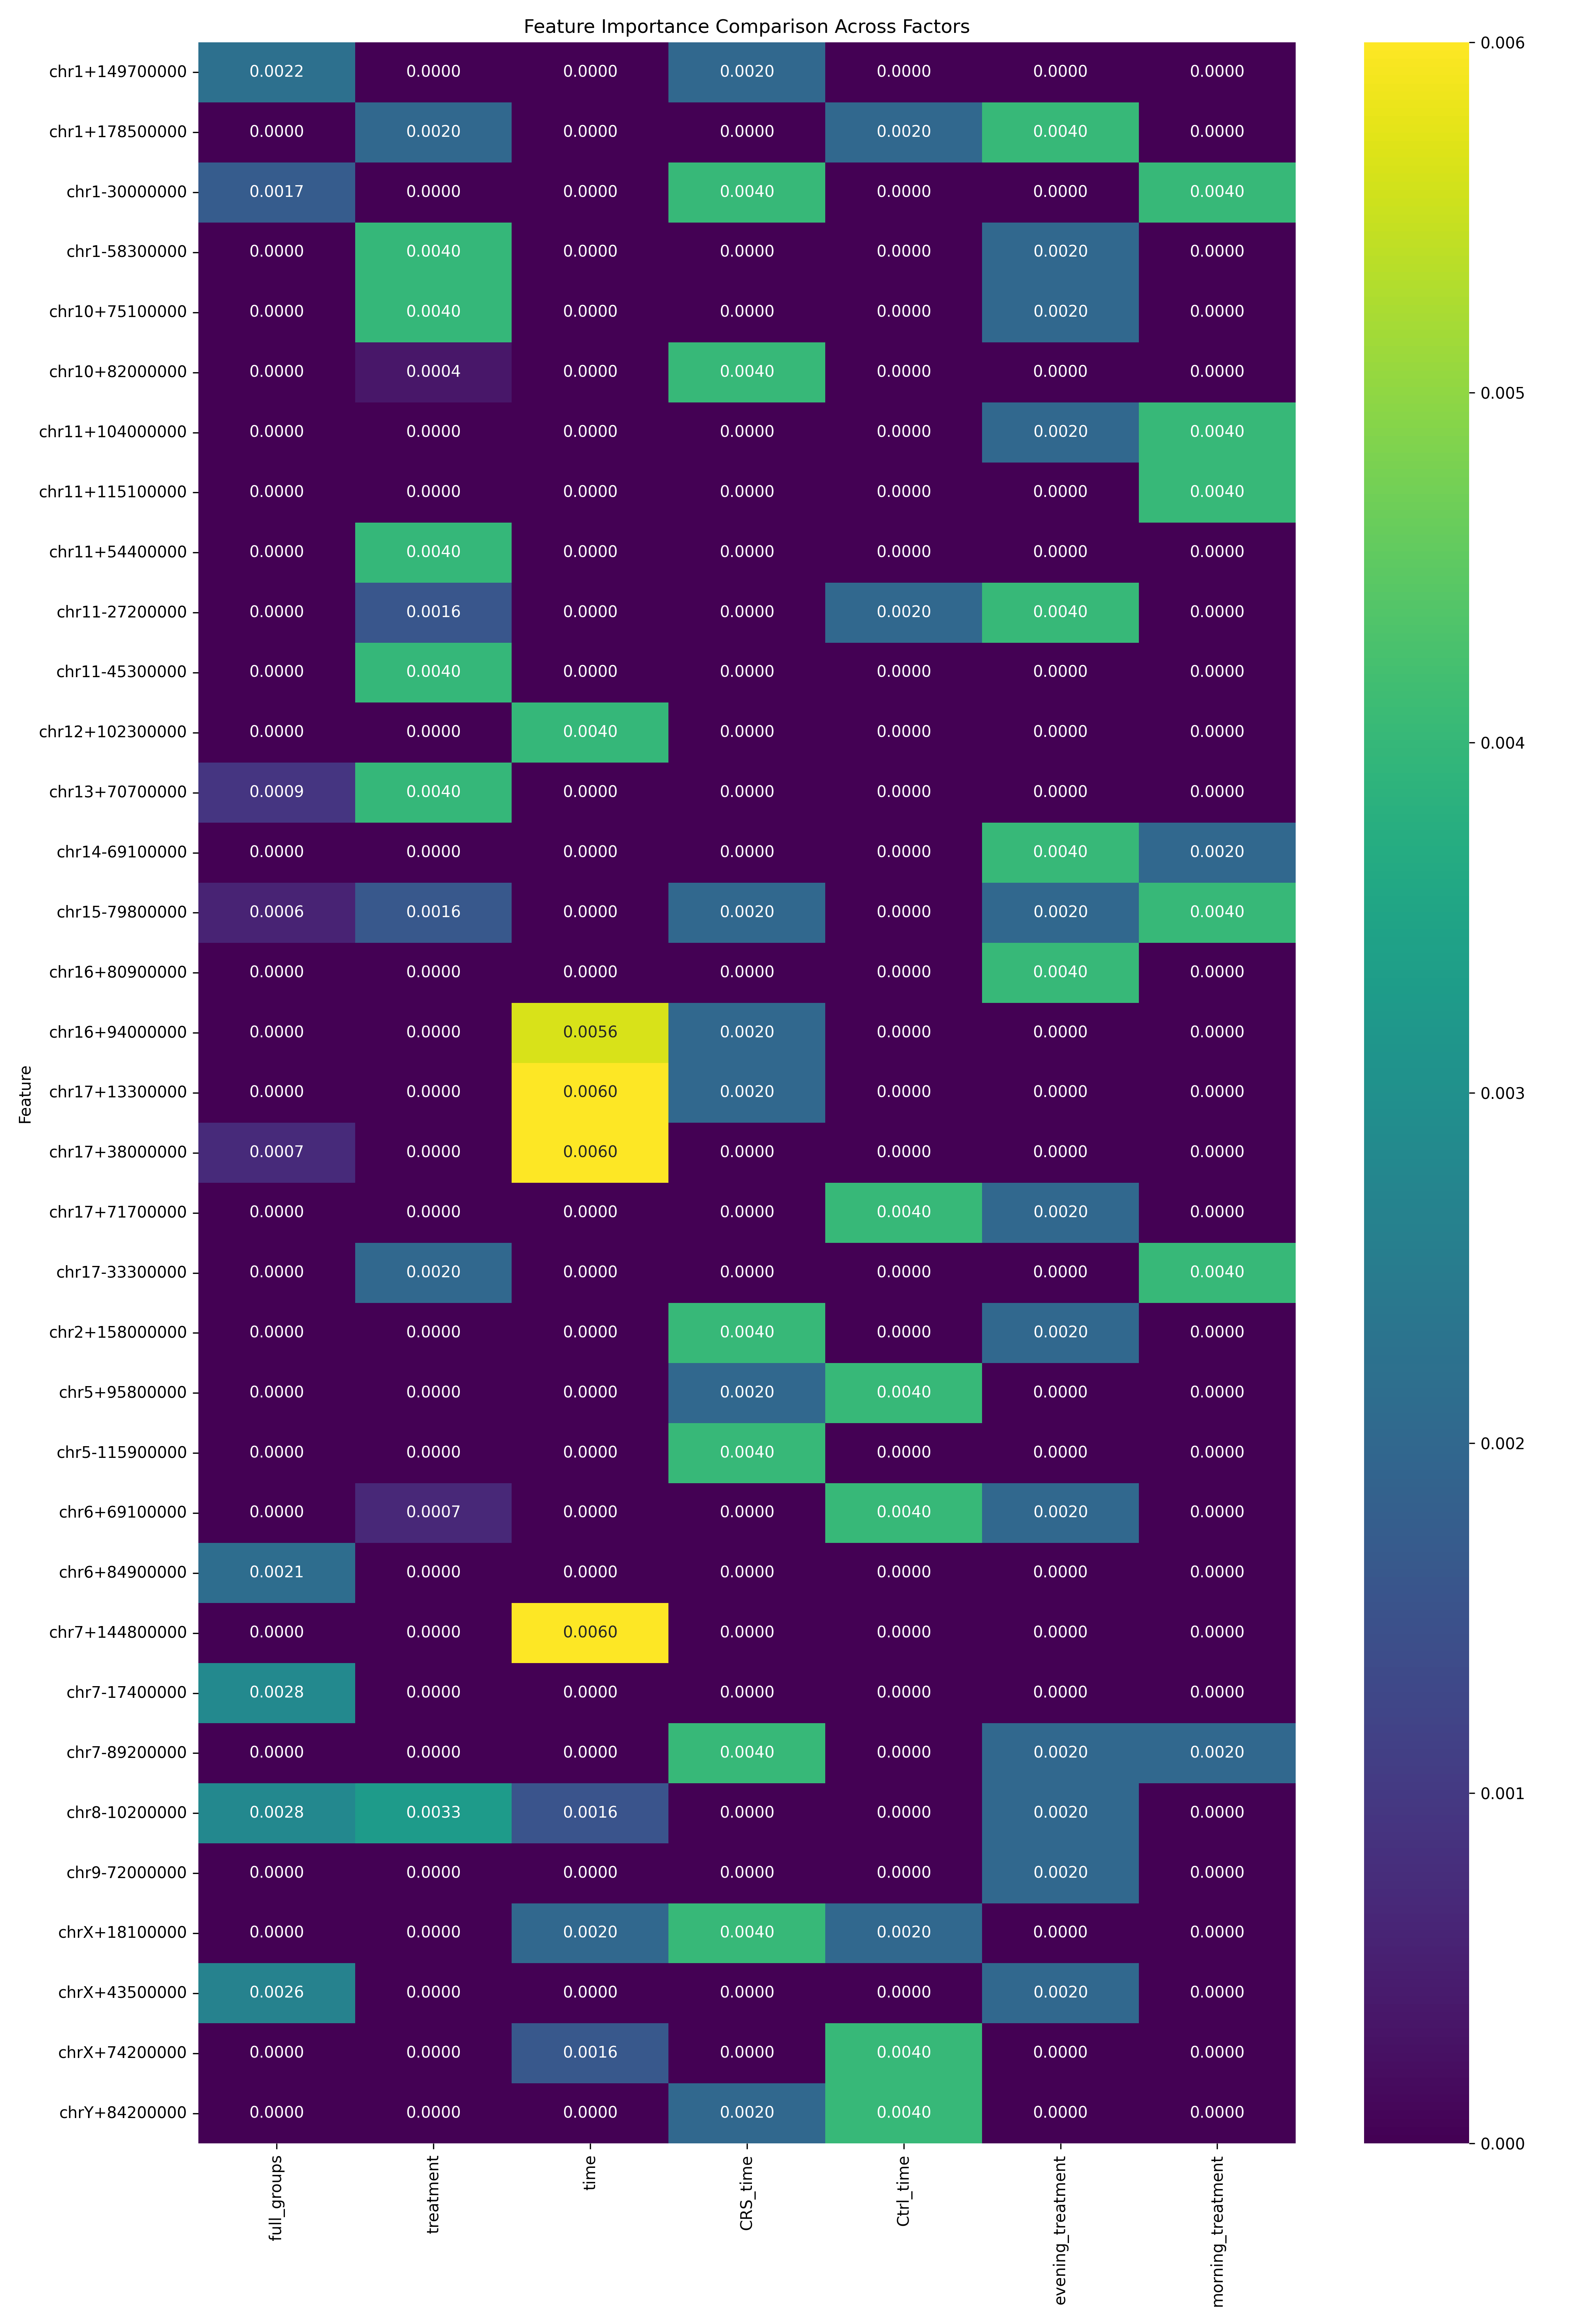 Feature Importance Comparison Across Factors
chr1+149700000 0.0022 0.0000 0.0000 0.0020 0.0000 0.0000 0.0000
chr1+178500000 0.0000 0.0020 0.0000 0.0000 0.0020 0.0040 0.0000
chr1-30000000 0.0017 0.0000 0.0000 0.0040 0.0000 0.0000 0.0040
chr1-58300000 0.0000 0.0040 0.0000 0.0000 0.0000 0.0020 0.0000
chr10+75100000 0.0000 0.0040 0.0000 0.0000 0.0000 0.0020 0.0000
chr10+82000000 0.0000 0.0004 0.0000 0.0040 0.0000 0.0000 0.0000
chr11+104000000 0.0000 0.0000 0.0000 0.0000 0.0000 0.0020 0.0040
chr11+115100000 0.0000 0.0000 0.0000 0.0000 0.0000 0.0000 0.0040
chr11+54400000 0.0000 0.0040 0.0000 0.0000 0.0000 0.0000 0.0000
chr11-27200000 0.0000 0.0016 0.0000 0.0000 0.0020 0.0040 0.0000
chr11-45300000 0.0000 0.0040 0.0000 0.0000 0.0000 0.0000 0.0000
chr12+102300000 0.0000 0.0000 0.0040 0.0000 0.0000 0.0000 0.0000
chr13+70700000 0.0009 0.0040 0.0000 0.0000 0.0000 0.0000 0.0000
chr14-69100000 0.0000 0.0000 0.0000 0.0000 0.0000 0.0040 0.0020
chr15-79800000 0.0006 0.0016 0.0000 0.0020 0.0000 0.0020 0.0040
chr16+80900000 0.0000 0.0000 0.0000 0.0000 0.0000 0.0040 0.0000
chr16+94000000 0.0000 0.0000 0.0056 0.0020 0.0000 0.0000 0.0000
chr17+13300000 0.0000 0.0000 0.0060 0.0020 0.0000 0.0000 0.0000
chr17+38000000 0.0007 0.0000 0.0060 0.0000 0.0000 0.0000 0.0000
chr17+71700000 0.0000 0.0000 0.0000 0.0000 0.0040 0.0020 0.0000
chr17-33300000 0.0000 0.0020 0.0000 0.0000 0.0000 0.0000 0.0040
chr2+158000000 0.0000 0.0000 0.0000 0.0040 0.0000 0.0020 0.0000
chr5+95800000 0.0000 0.0000 0.0000 0.0020 0.0040 0.0000 0.0000
chr5-115900000 0.0000 0.0000 0.0000 0.0040 0.0000 0.0000 0.0000
chr6+69100000 0.0000 0.0007 0.0000 0.0000 0.0040 0.0020 0.0000
chr6+84900000 0.0021 0.0000 0.0000 0.0000 0.0000 0.0000 0.0000
chr7+144800000 0.0000 0.0000 0.0060 0.0000 0.0000 0.0000 0.0000
chr7-17400000 0.0028 0.0000 0.0000 0.0000 0.0000 0.0000 0.0000
chr7-89200000 0.0000 0.0000 0.0000 0.0040 0.0000 0.0020 0.0020
chr8-10200000 0.0028 0.0033 0.0016 0.0000 0.0000 0.0020 0.0000
chr9-72000000 0.0000 0.0000 0.0000 0.0000 0.0000 0.0020 0.0000
chrX+18100000 0.0000 0.0000 0.0020 0.0040 0.0020 0.0000 0.0000
chrX+43500000 0.0026 0.0000 0.0000 0.0000 0.0000 0.0020 0.0000
chrX+74200000 0.0000 0.0000 0.0016 0.0000 0.0040 0.0000 0.0000
chrY+84200000 0.0000 0.0000 0.0000 0.0020 0.0040 0.0000 0.0000
Feature
full_groups
treatment
time
CRS_time
Ctrl_time
evening_treatment
morning_treatment
0.006
0.005
0.004
0.003
0.002
0.001
0.000